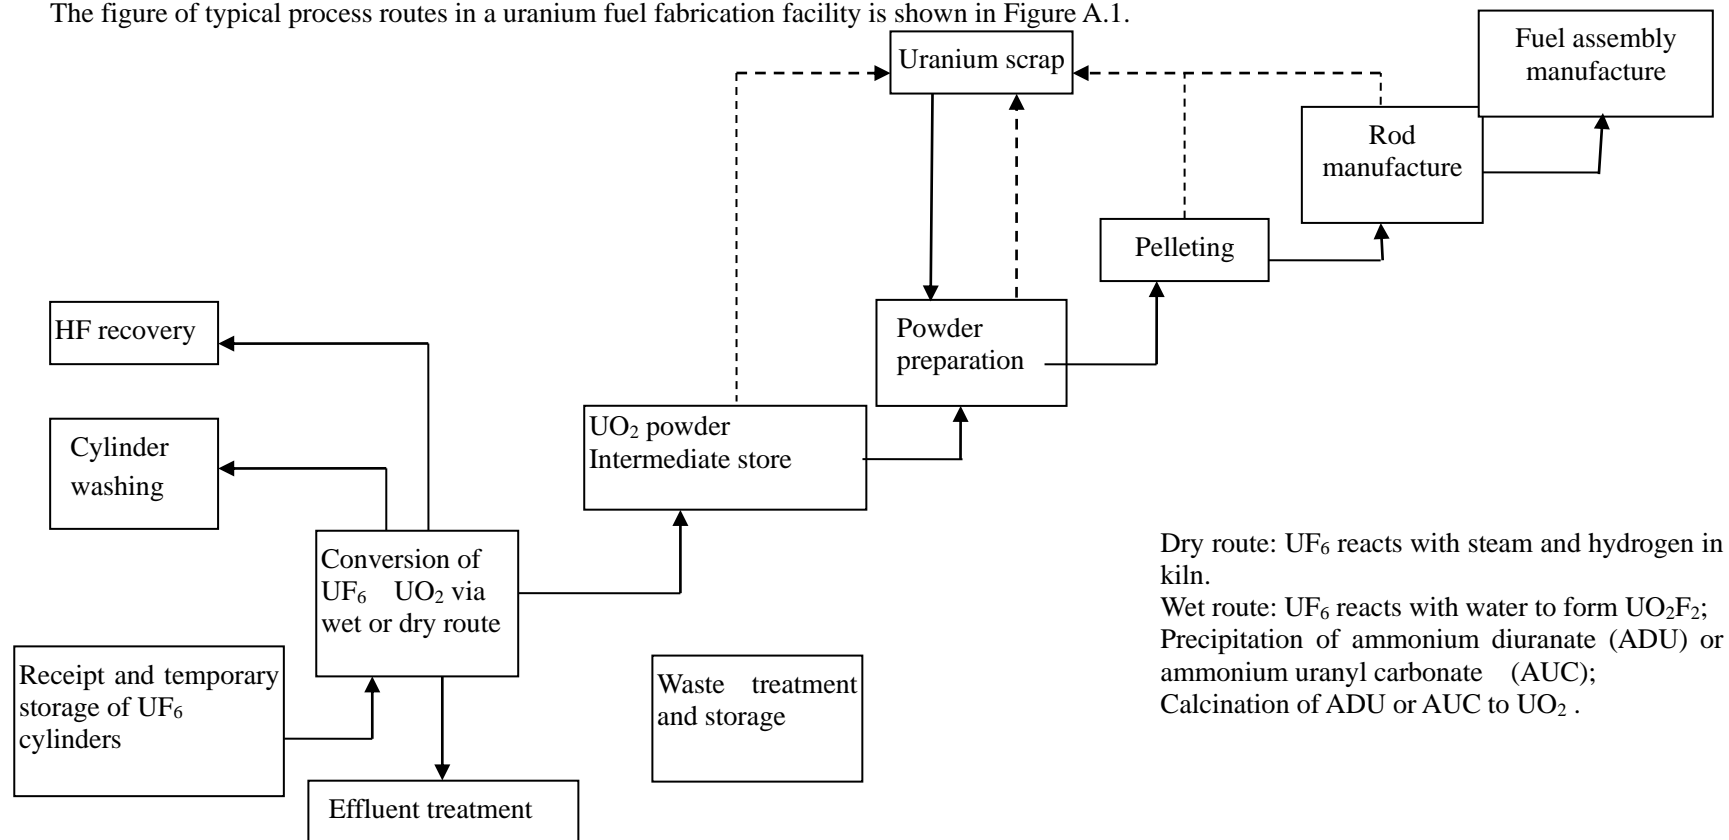 The figure of typical process routes in a uranium fuel fabrication facility is shown in Figure A.1.
Uranium scrap
Fuel assembly
manufacture
Rod
manufacture
Pelleting
HF recovery
Powder
preparation
Cylinder
washing
UO₂ powder
Intermediate store
Conversion of
UF₆ UO₂ via
wet or dry route
Receipt and temporary
storage of UF₆
cylinders
Waste treatment
and storage
Effluent treatment
Dry route: UF₆ reacts with steam and hydrogen in
kiln.
Wet route: UF₆ reacts with water to form UO₂F₂;
Precipitation of ammonium diuranate (ADU) or
ammonium uranyl carbonate (AUC);
Calcination of ADU or AUC to UO₂ .